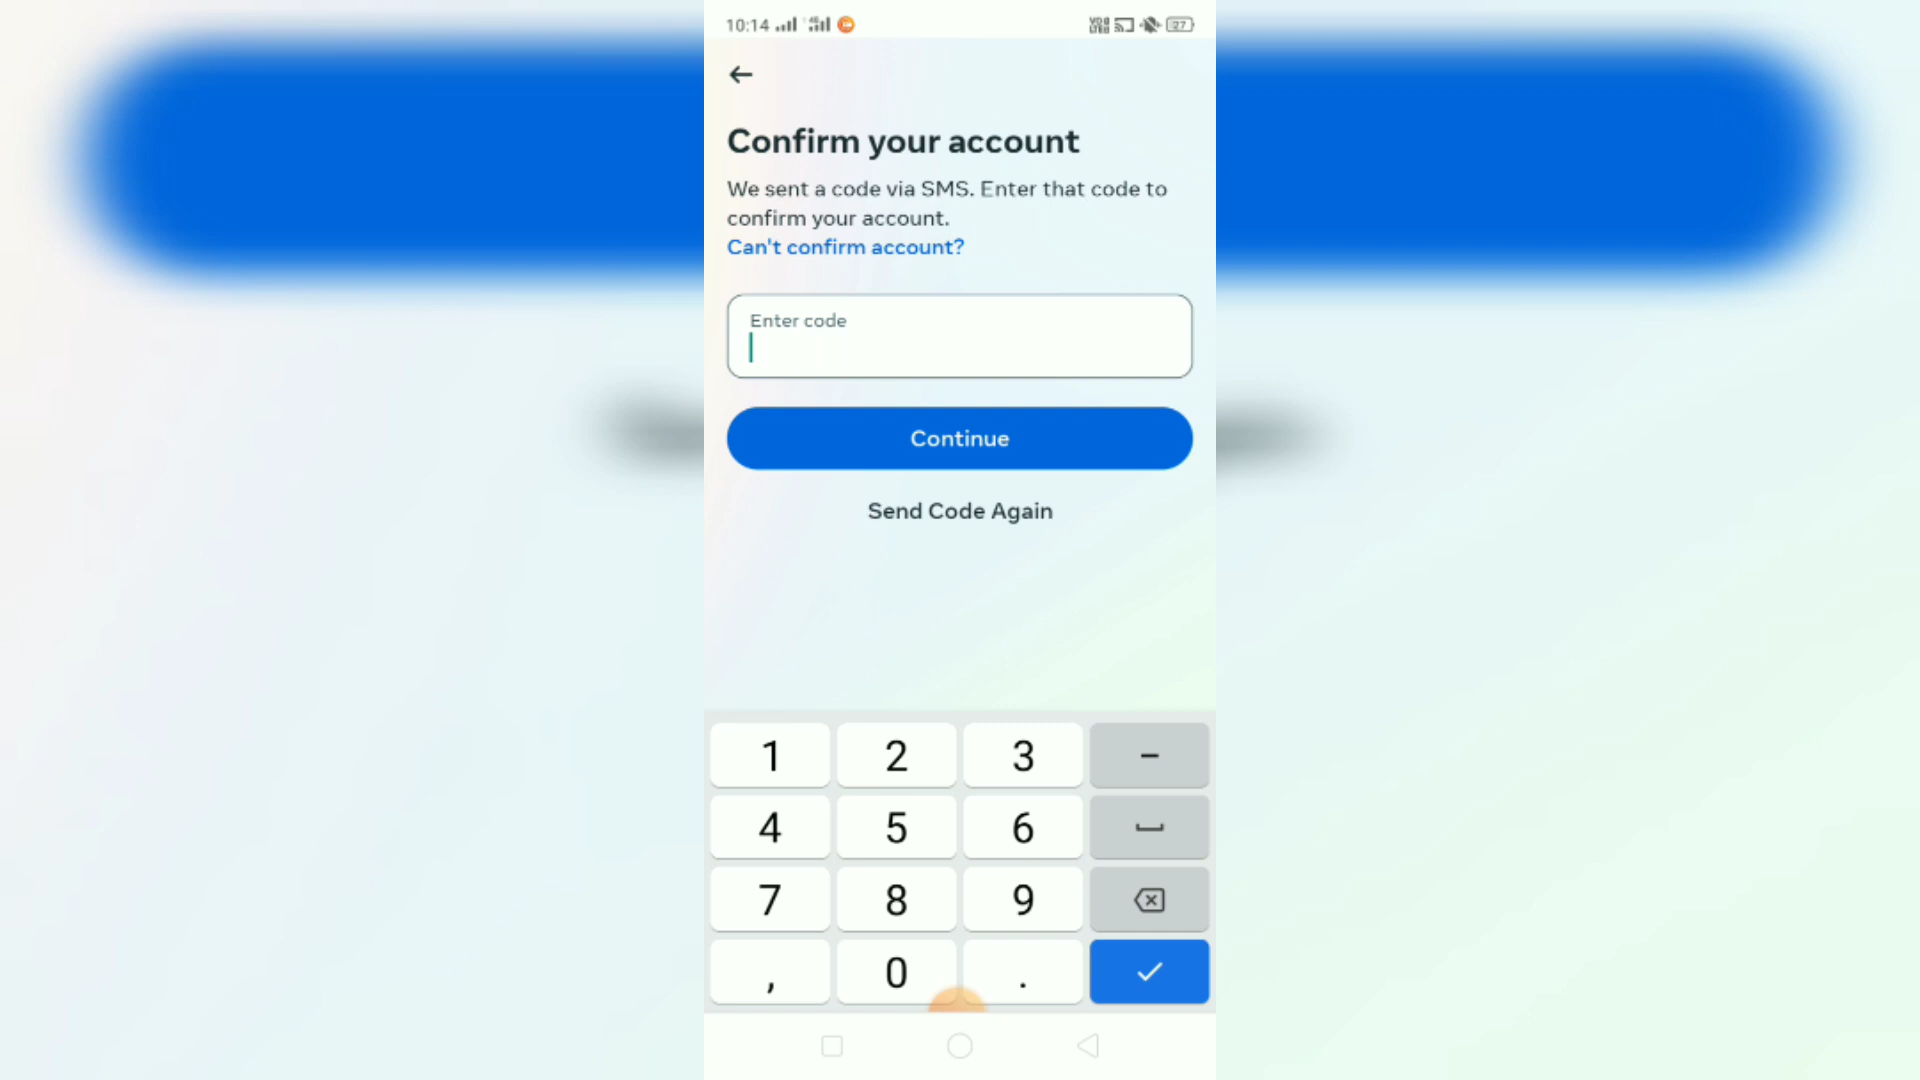 10:14 27
Confirm your account
We sent a code via SMS. Enter that code to
confirm your account.
Can't confirm account?
Enter code
Continue
Send Code Again
1 2 3 –
4 5 6
7 8 9
, 0 .